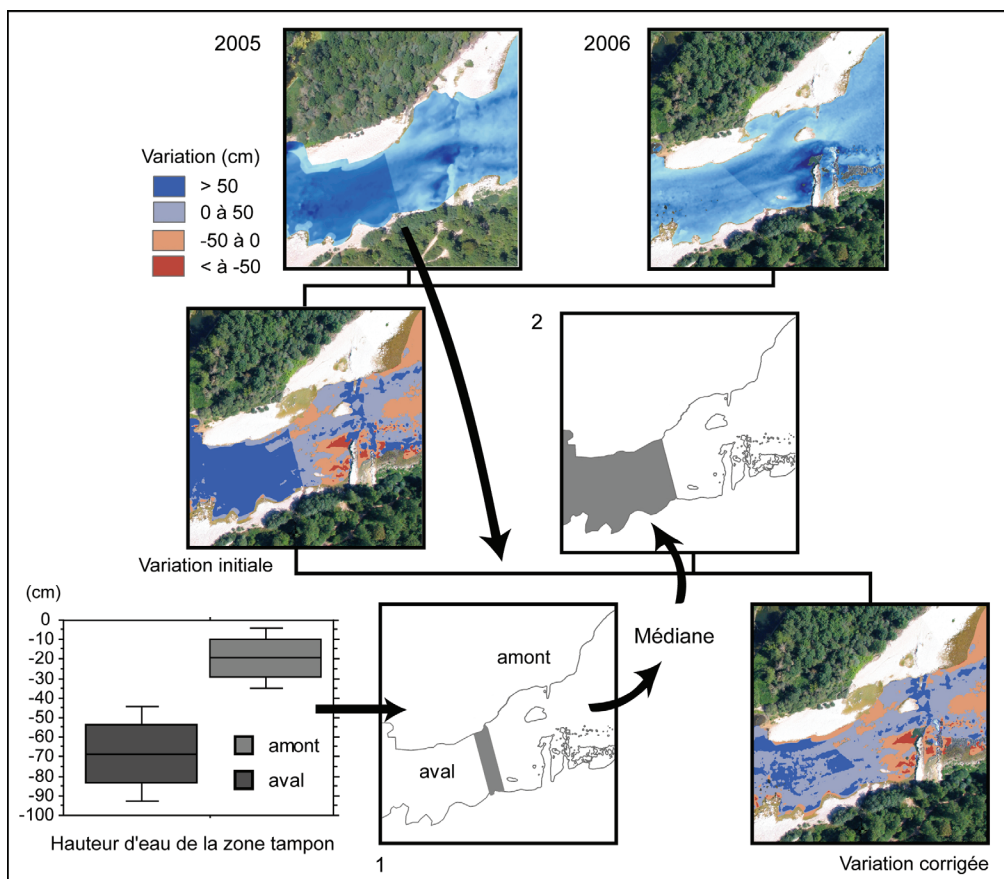 2005
2006
Variation (cm)
> 50
0 à 50
-50 à 0
< à -50
2
Variation initiale
(cm)
0
-10
-20
-30
-40
-50
-60
-70
-80
-90
-100
amont
aval
Hauteur d'eau de la zone tampon
amont
aval
1
Médiane
Variation corrigée